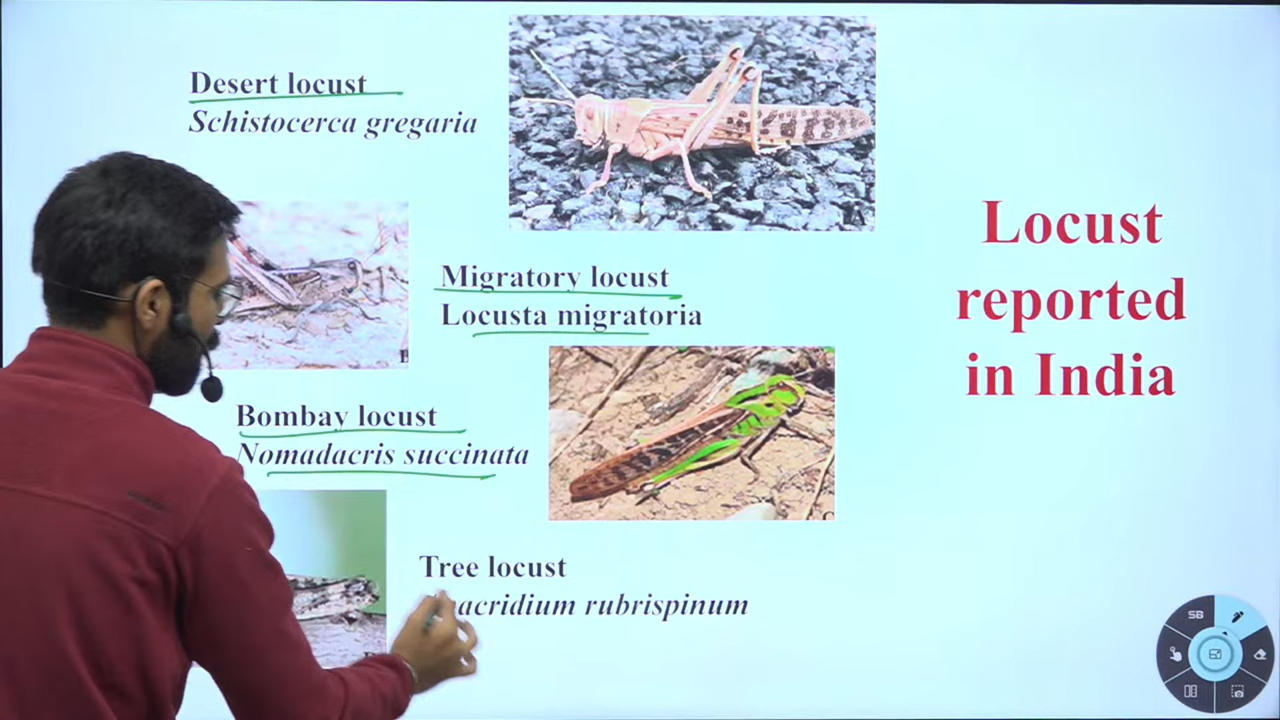 Desert locust
Schistocerca gregaria
Migratory locust
Locusta migratoria
Bombay locust
Nomadacris succinata
Tree locust
rubrispinum
Locust
reported
in India
SB